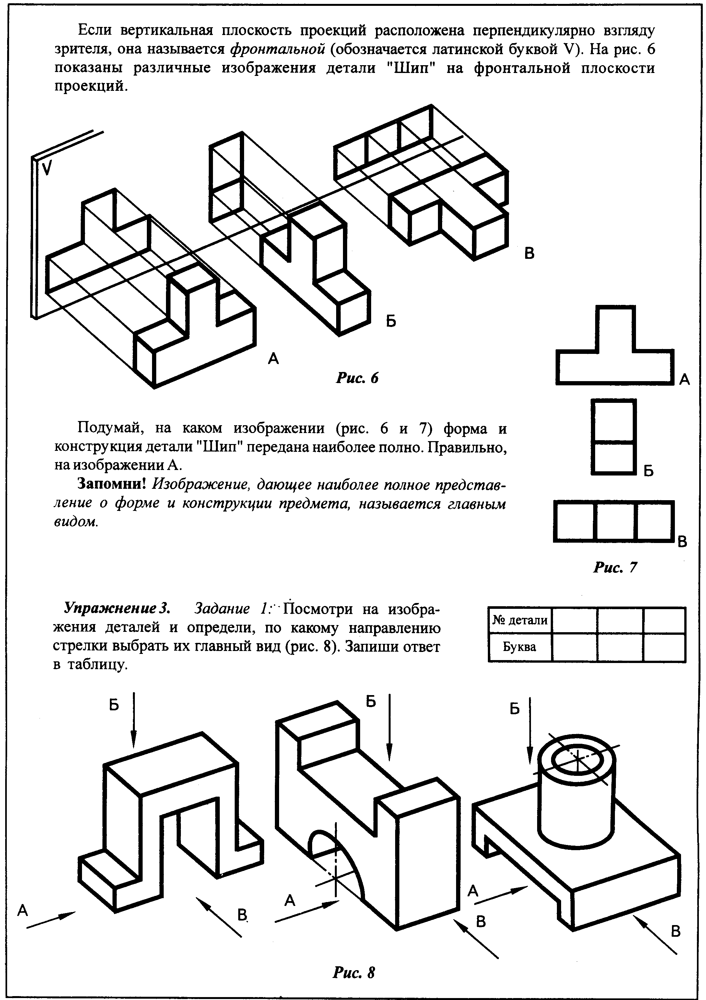 Если вертикальная плоскость проекций расположена перпендикулярно взгляду
зрителя, она называется фронтальной (обозначается латинской буквой V). На рис. 6
показаны различные изображения детали "Шип" на фронтальной плоскости
проекций.
V
В
Б
А
Рис. 6
А
Б
В
Рис. 7
Подумай, на каком изображении (рис. 6 и 7) форма и
конструкция детали "Шип" передана наиболее полно. Правильно,
на изображении А.
Запомни! Изображение, дающее наиболее полное представ-
ление о форме и конструкции предмета, называется главным
видом.
Упражнение 3. Задание 1: Посмотри на изобра-
жения деталей и определи, по какому направлению
стрелки выбрать их главный вид (рис. 8). Запиши ответ
в таблицу.
№ детали
Буква
Б
А
В
Б
А
В
Б
А
В
Рис. 8